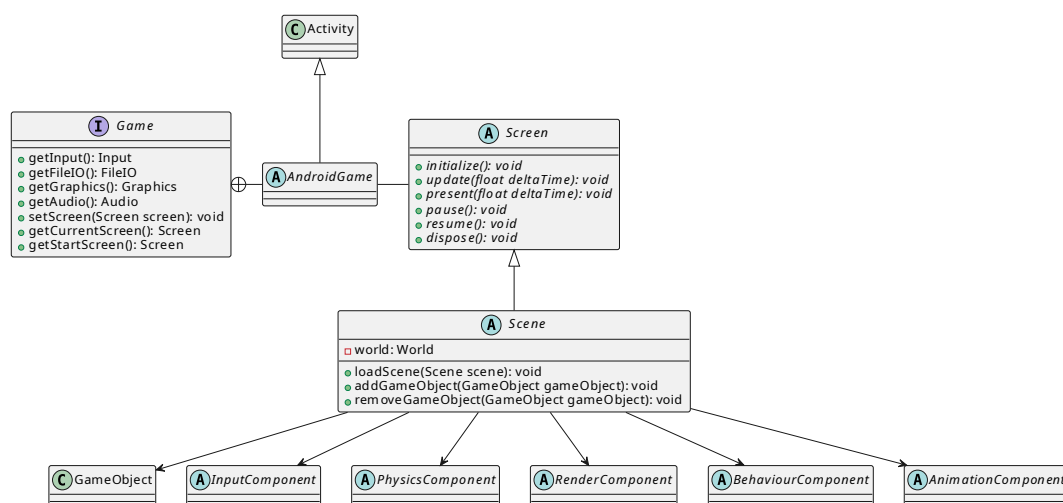 C Activity
I Game
getInput(): Input
getFileIO(): FileIO
getGraphics(): Graphics
getAudio(): Audio
setScreen(Screen screen): void
getCurrentScreen(): Screen
getStartScreen(): Screen
A AndroidGame
A Screen
initialize(): void
update(float deltaTime): void
present(float deltaTime): void
pause(): void
resume(): void
dispose(): void
A Scene
world: World
loadScene(Scene scene): void
addGameObject(GameObject gameObject): void
removeGameObject(GameObject gameObject): void
C GameObject
A InputComponent
A PhysicsComponent
A RenderComponent
A BehaviourComponent
A AnimationComponent